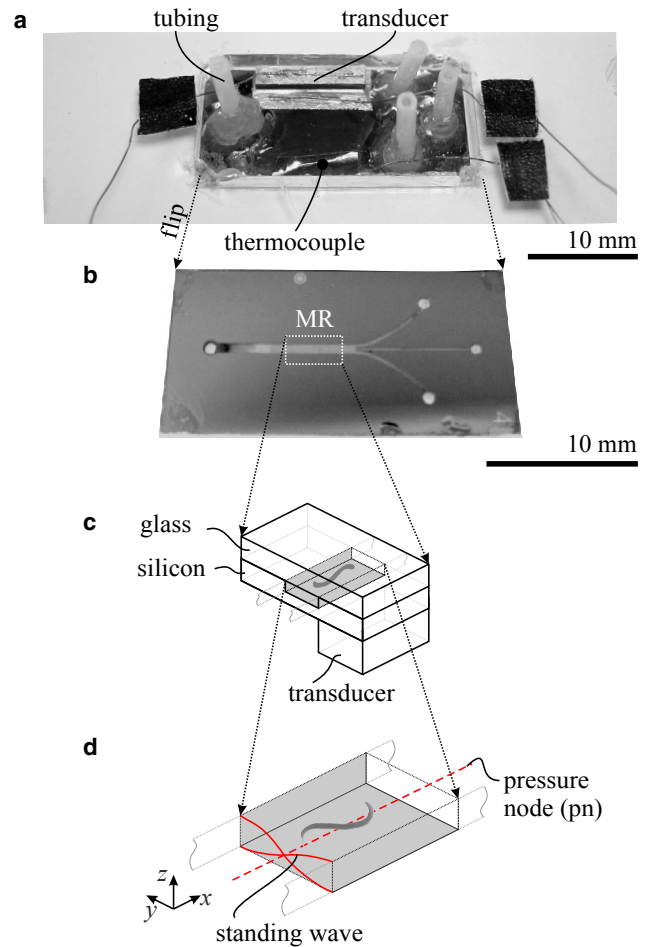 a
tubing
transducer
flip
thermocouple
10 mm
b
MR
10 mm
c
glass
silicon
transducer
d
pressure
node (pn)
z
y
x
standing wave